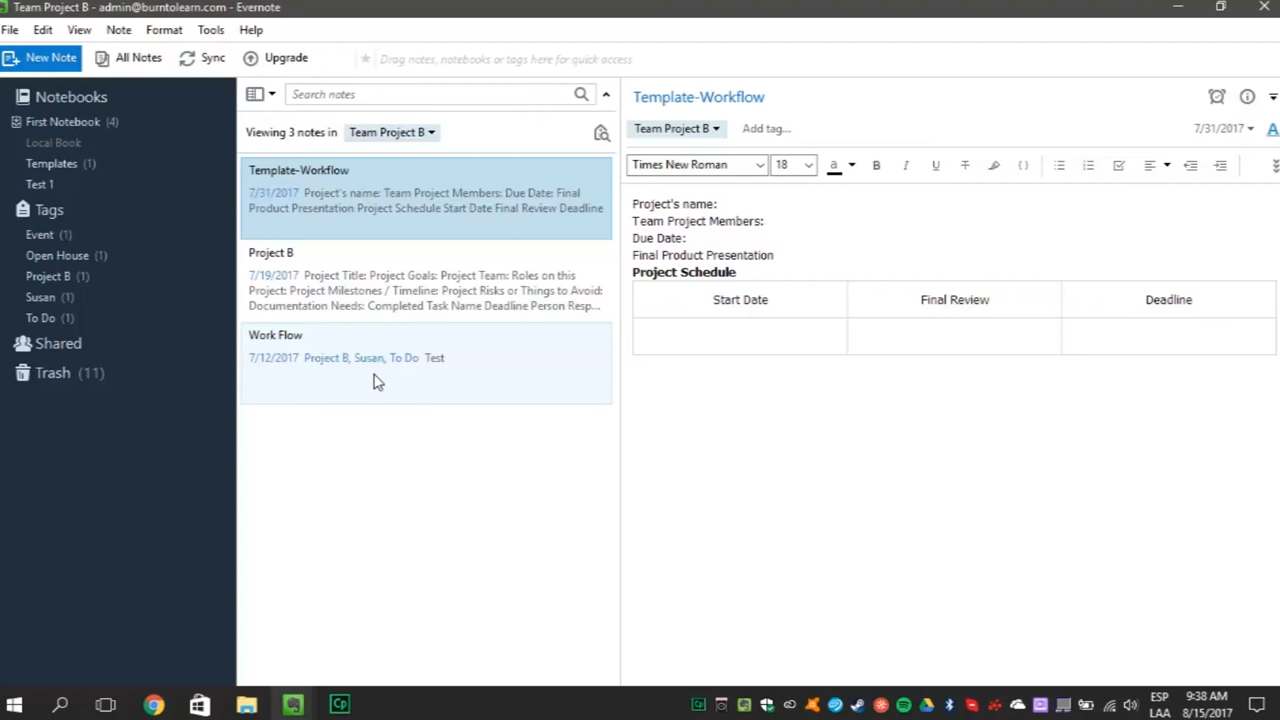 Team Project B - admin@burntolearn.com - Evernote
File Edit View Note Format Tools Help
New Note All Notes Sync Upgrade Drag notes, notebooks or tags here for quick access
Notebooks
First Notebook (4)
Local Book
Templates (1)
Test 1
Tags
Event (1)
Open House (1)
Project B (1)
Susan (1)
To Do (1)
Shared
Trash (11)
Search notes
Viewing 3 notes in Team Project B
Template-Workflow
7/31/2017 Project's name: Team Project Members: Due Date: Final
Product Presentation Project Schedule Start Date Final Review Deadline
Project B
7/19/2017 Project Title: Project Goals: Project Team: Roles on this
Project: Project Milestones / Timeline: Project Risks or Things to Avoid:
Documentation Needs: Completed Task Name Deadline Person Resp...
Work Flow
7/12/2017 Project B, Susan, To Do Test
Template-Workflow
Team Project B Add tag... 7/31/2017
Times New Roman 18 a B I U T
Project's name:
Team Project Members:
Due Date:
Final Product Presentation
Project Schedule
Start Date Final Review Deadline
Cp Cp ESP 9:38 AM
LAA 8/15/2017